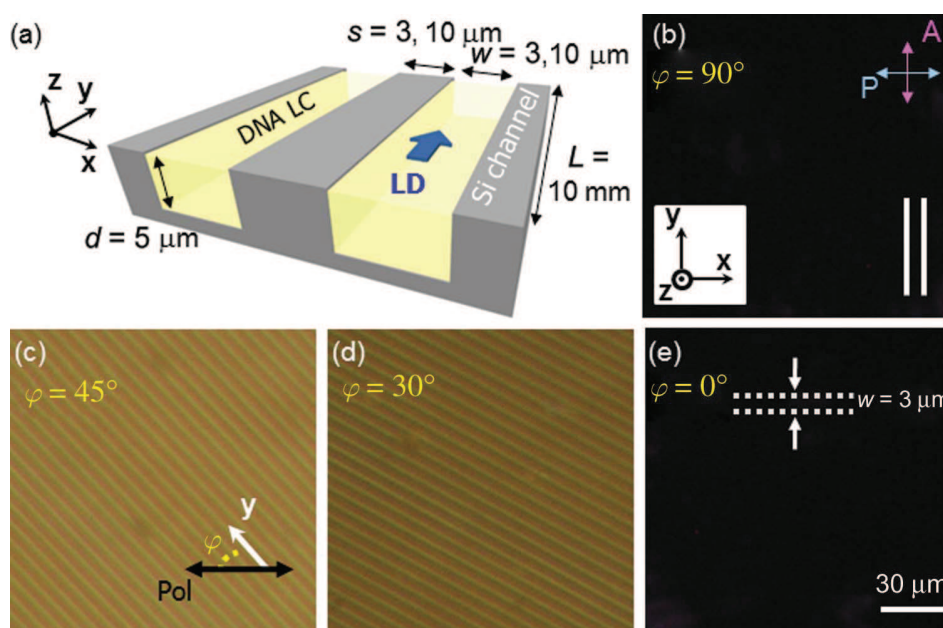 (a)
s = 3, 10 μm
w = 3,10 μm
z
y
x
DNA LC
LD
Si channel
L =
10 mm
d = 5 μm
(b)
φ = 90°
A
P
y
x
z
(c)
φ = 45°
y
φ
Pol
(d)
φ = 30°
(e)
φ = 0°
w = 3 μm
30 μm